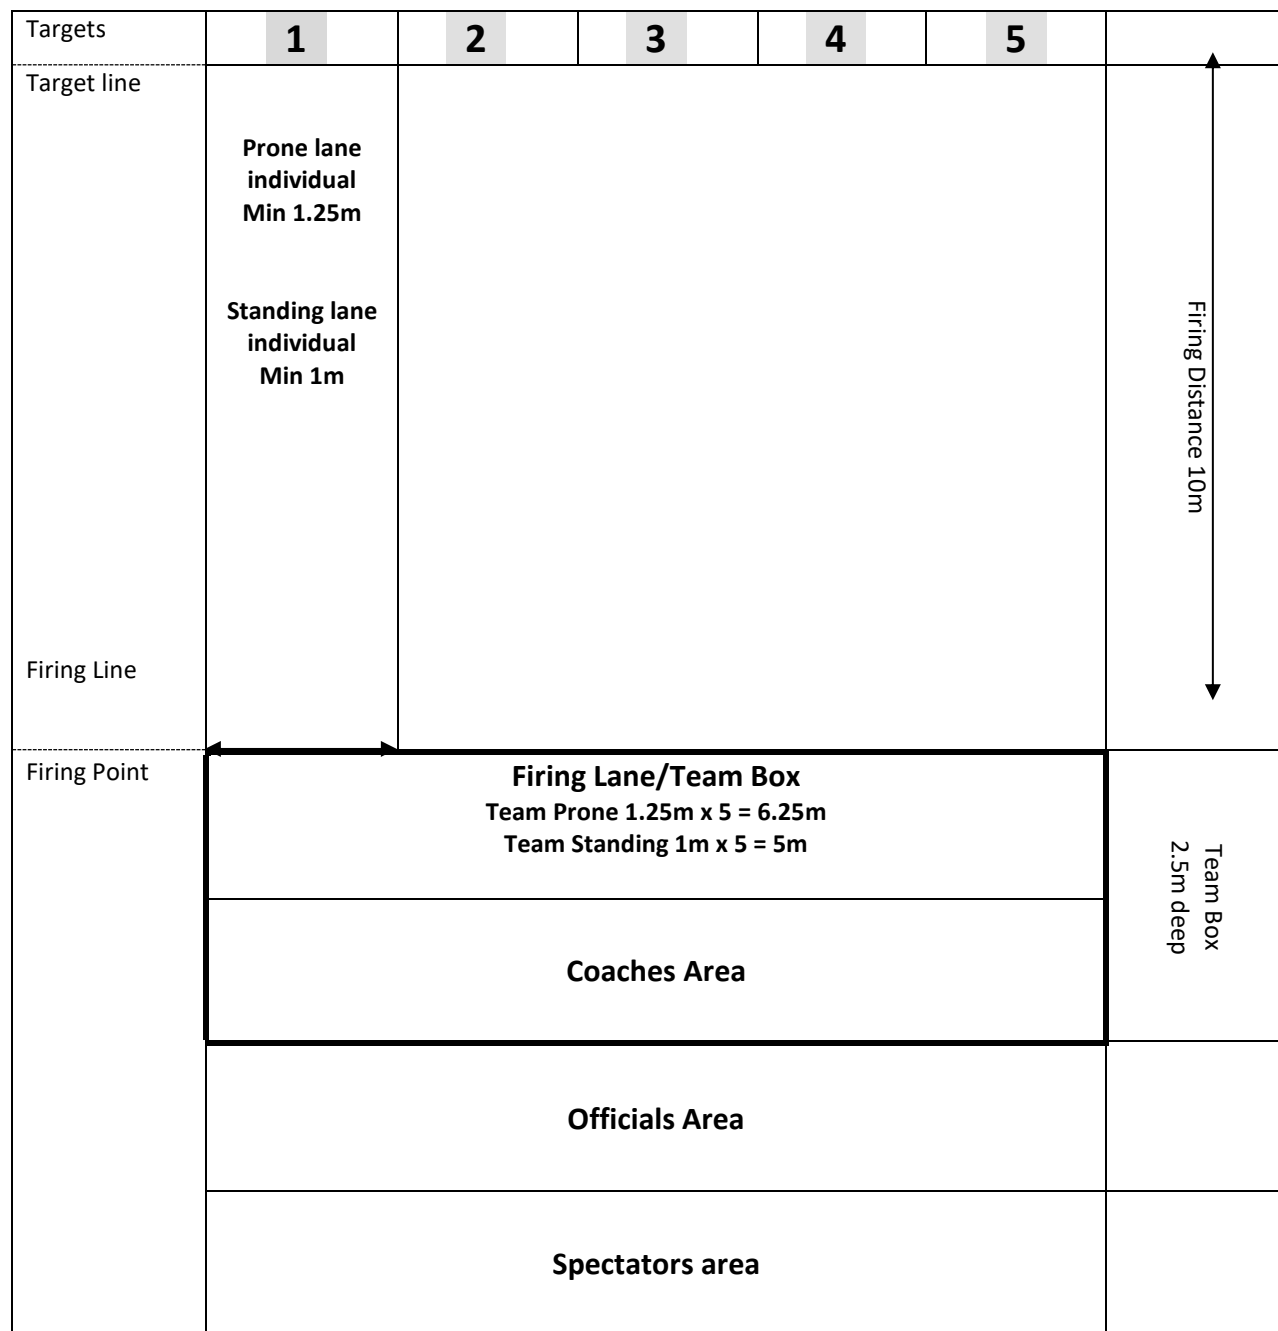 Targets
1
2
3
4
5
Target line
Prone lane
individual
Min 1.25m
Standing lane
individual
Min 1m
Firing Distance 10m
Firing Line
Firing Point
Firing Lane/Team Box
Team Prone 1.25m x 5 = 6.25m
Team Standing 1m x 5 = 5m
Team Box
2.5m deep
Coaches Area
Officials Area
Spectators area